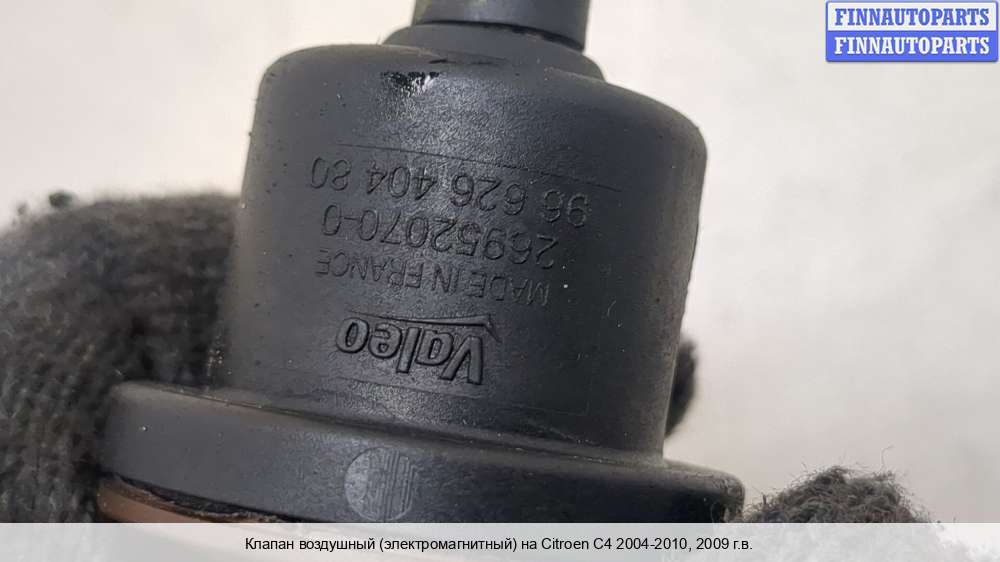 FINNAUTOPARTS
FINNAUTOPARTS
Valeo
MADE IN FRANCE
26952070-0
96 626 404 80
Клапан воздушный (электромагнитный) на Citroen C4 2004-2010, 2009 г.в.